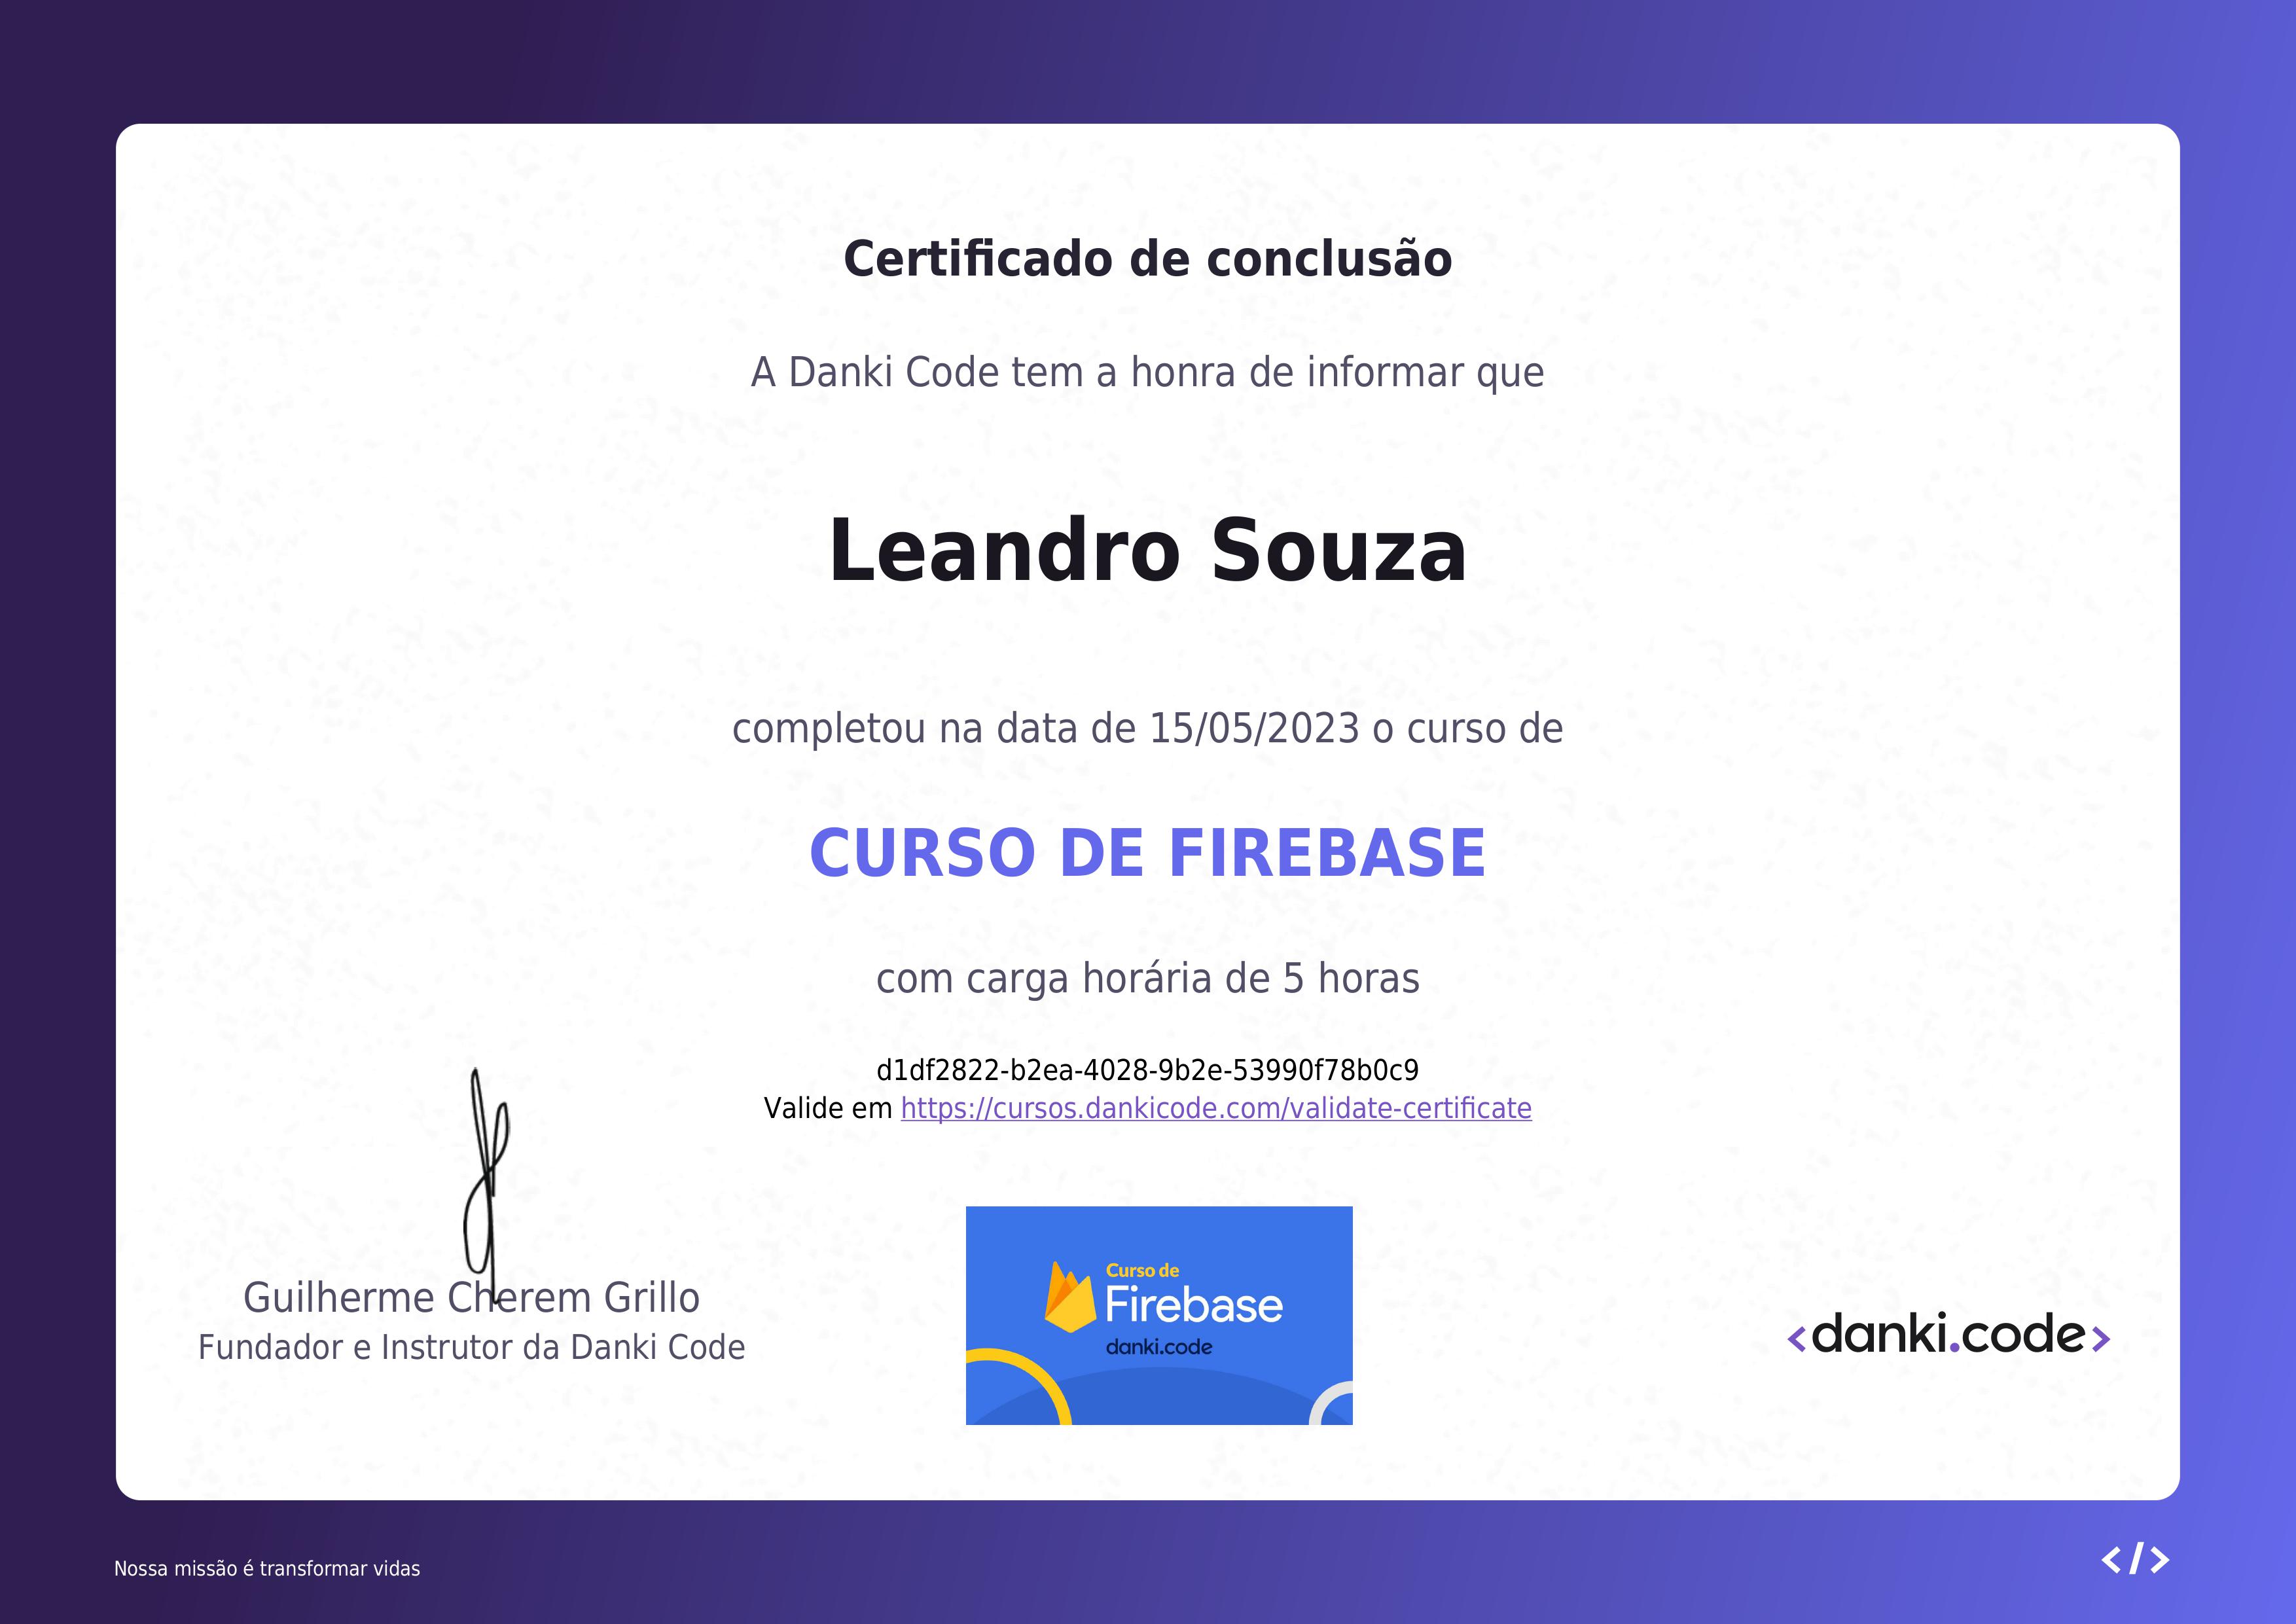 Certificado de conclusão
A Danki Code tem a honra de informar que
Leandro Souza
completou na data de 15/05/2023 o curso de
CURSO DE FIREBASE
com carga horária de 5 horas
d1df2822-b2ea-4028-9b2e-53990f78b0c9
Valide em https://cursos.dankicode.com/validate-certificate
Guilherme Cherem Grillo
Fundador e Instrutor da Danki Code
Curso de
Firebase
danki.code
<danki.code>
Nossa missão é transformar vidas
</>